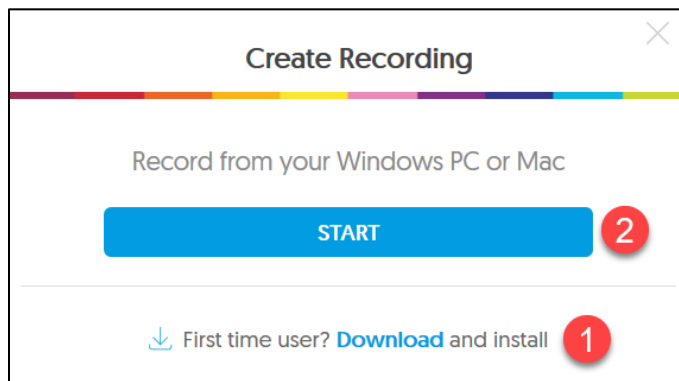 Create Recording
Record from your Windows PC or Mac
START
2
First time user? Download and install
1